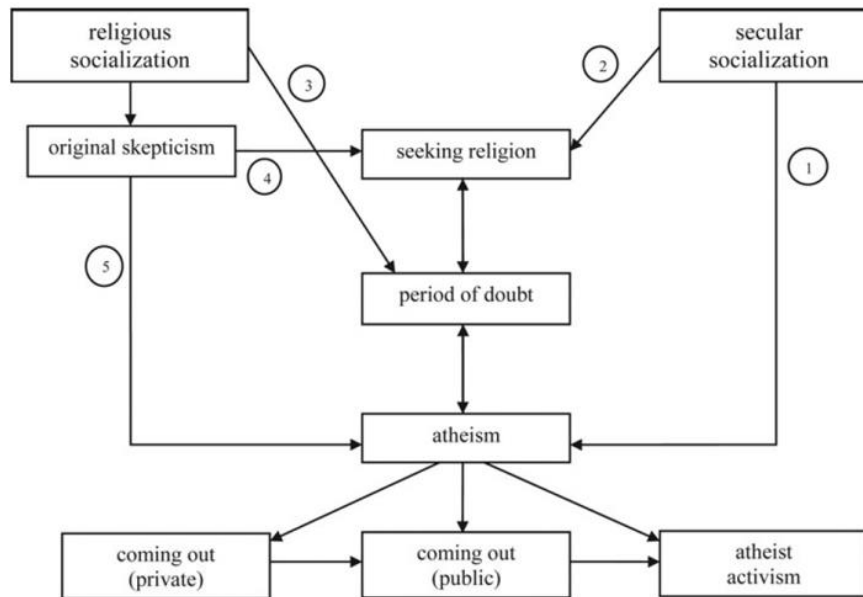 religious
socialization
secular
socialization
3
2
original skepticism
seeking religion
4
1
5
period of doubt
atheism
coming out
(private)
coming out
(public)
atheist
activism